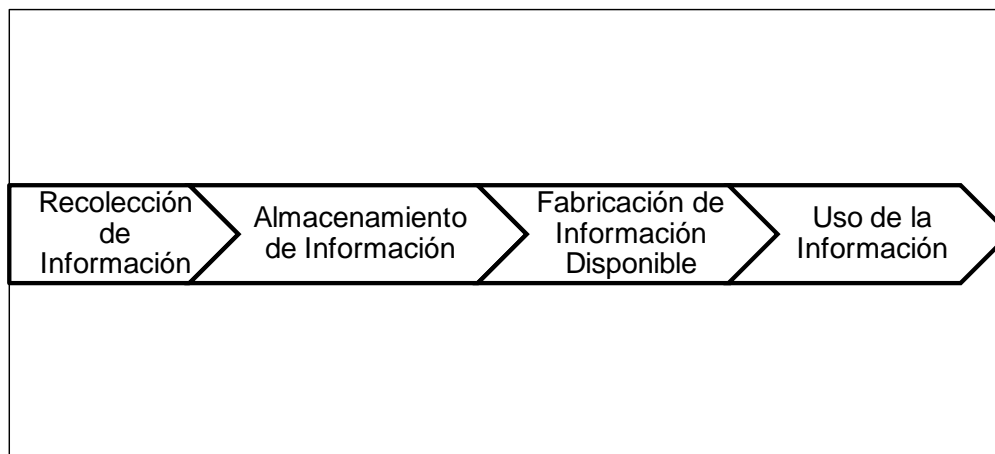 Recolección
de
Información
Almacenamiento
de Información
Fabricación de
Información
Disponible
Uso de la
Información